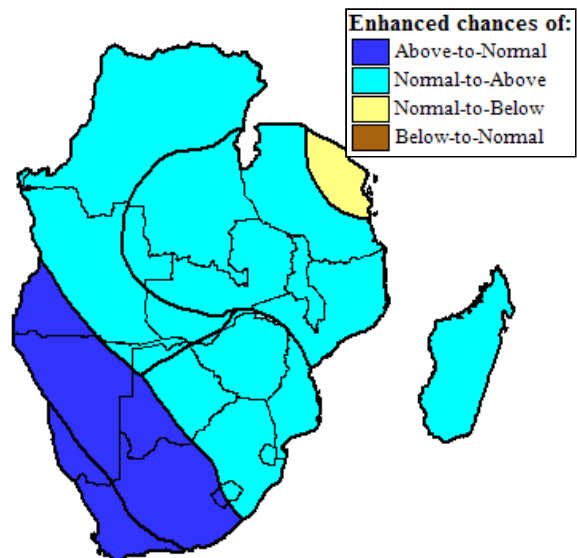 Enhanced chances of:
Above-to-Normal
Normal-to-Above
Normal-to-Below
Below-to-Normal